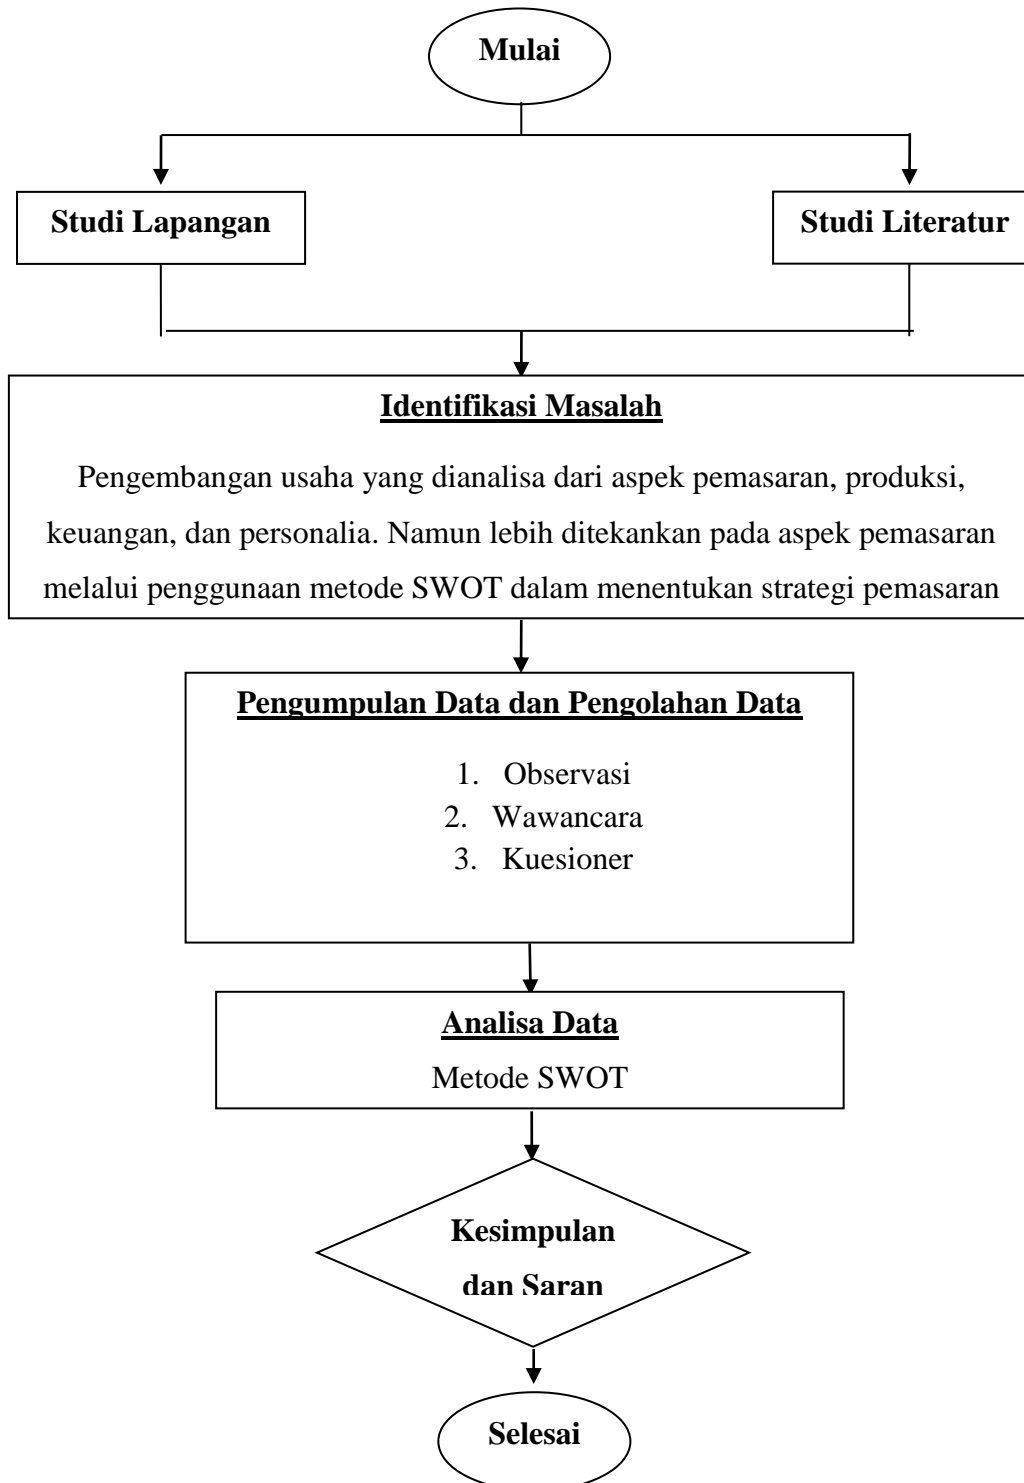 Mulai
Studi Lapangan
Studi Literatur
Identifikasi Masalah
Pengembangan usaha yang dianalisa dari aspek pemasaran, produksi,
keuangan, dan personalia. Namun lebih ditekankan pada aspek pemasaran
melalui penggunaan metode SWOT dalam menentukan strategi pemasaran
Pengumpulan Data dan Pengolahan Data
1. Observasi
2. Wawancara
3. Kuesioner
Analisa Data
Metode SWOT
Kesimpulan
dan Saran
Selesai